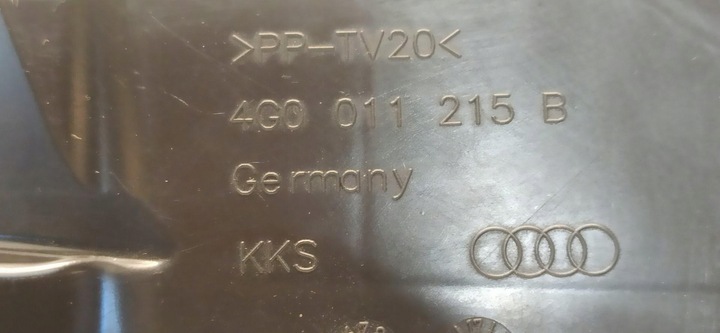 >PP-TV20<
4G0 011 215 B
Germany
KKS